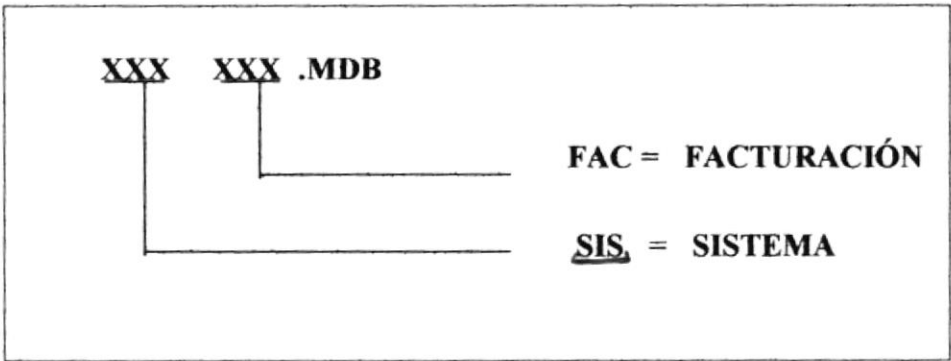 XXX XXX .MDB
FAC = FACTURACIÓN
SIS. = SISTEMA